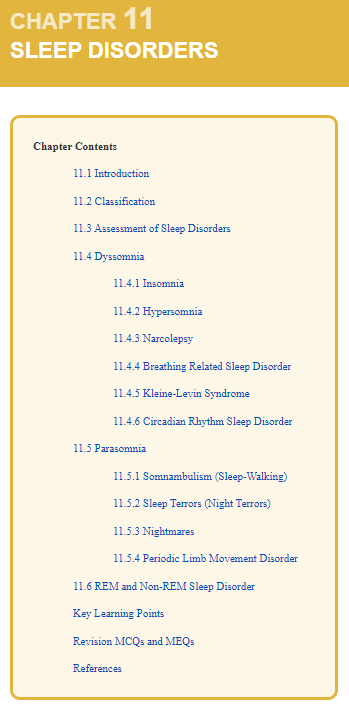 CHAPTER 11
SLEEP DISORDERS
Chapter Contents
11.1 Introduction
11.2 Classification
11.3 Assessment of Sleep Disorders
11.4 Dyssomnia
11.4.1 Insomnia
11.4.2 Hypersomnia
11.4.3 Narcolepsy
11.4.4 Breathing Related Sleep Disorder
11.4.5 Kleine-Levin Syndrome
11.4.6 Circadian Rhythm Sleep Disorder
11.5 Parasomnia
11.5.1 Somnambulism (Sleep-Walking)
11.5.2 Sleep Terrors (Night Terrors)
11.5.3 Nightmares
11.5.4 Periodic Limb Movement Disorder
11.6 REM and Non-REM Sleep Disorder
Key Learning Points
Revision MCQs and MEQs
References